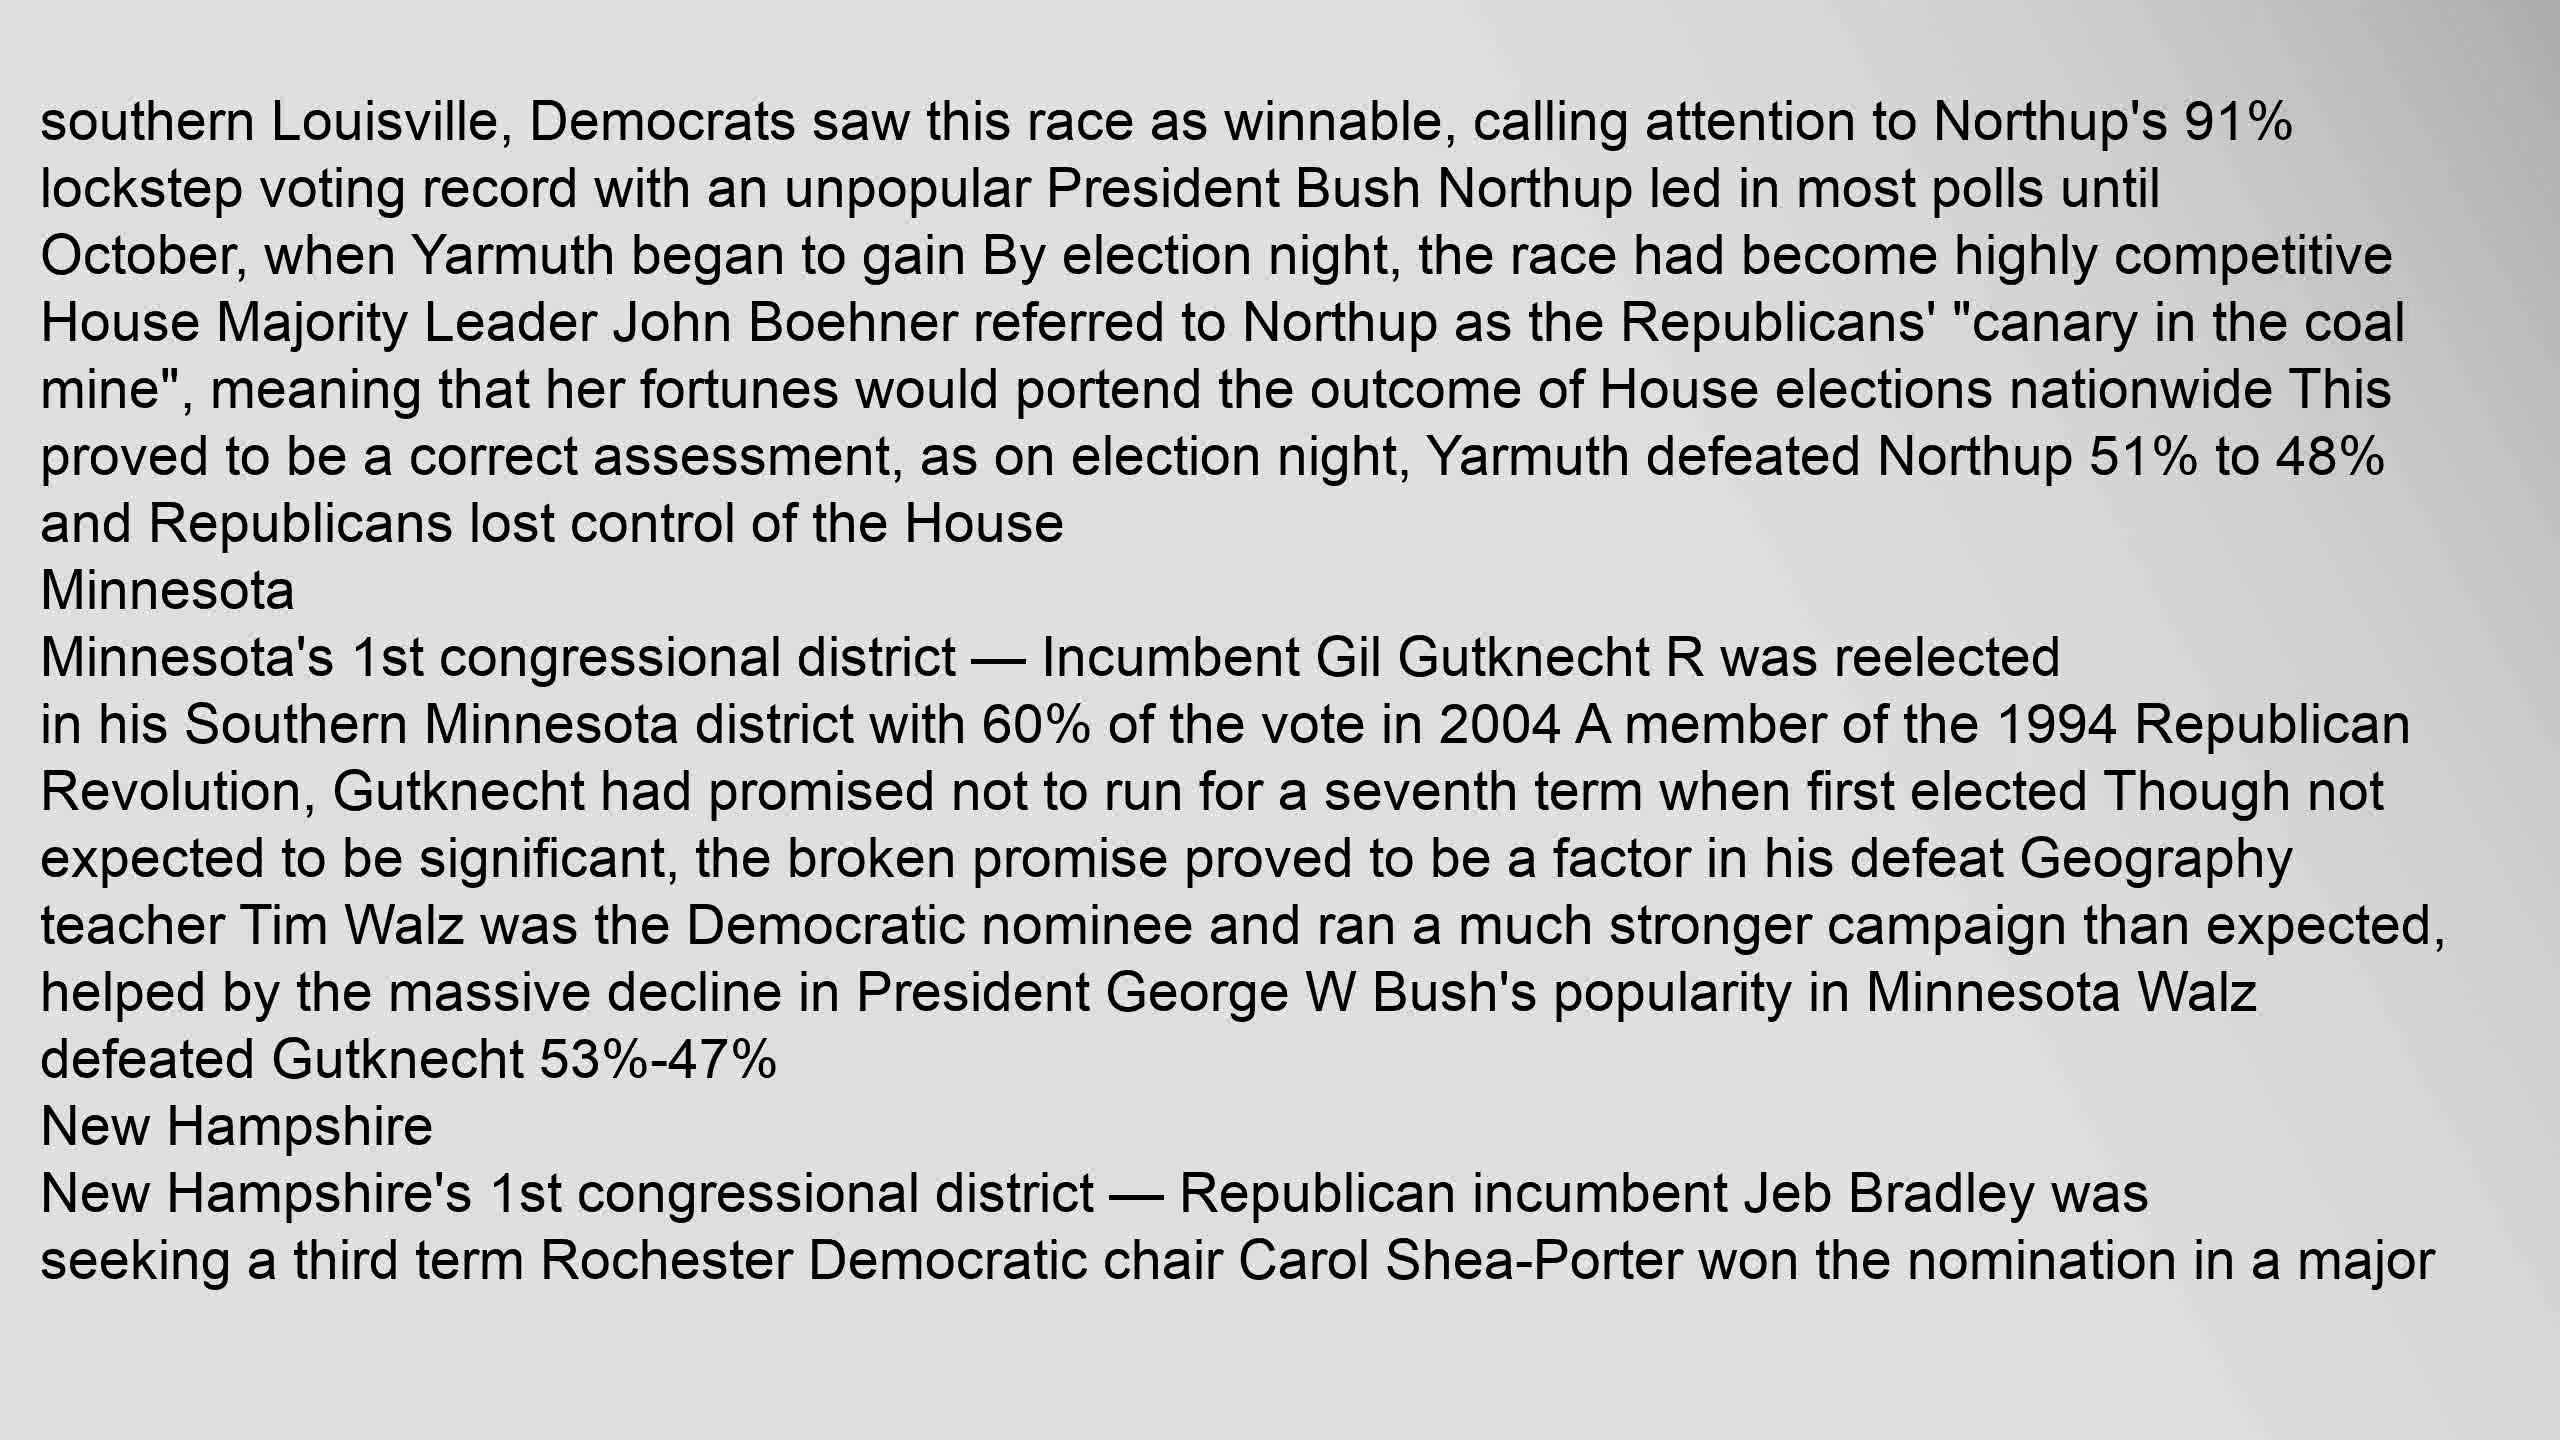 southern Louisville, Democrats saw this race as winnable, calling attention to Northup's 91%
lockstep voting record with an unpopular President Bush Northup led in most polls until
October, when Yarmuth began to gain By election night, the race had become highly competitive
House Majority Leader John Boehner referred to Northup as the Republicans' "canary in the coal
mine", meaning that her fortunes would portend the outcome of House elections nationwide This
proved to be a correct assessment, as on election night, Yarmuth defeated Northup 51% to 48%
and Republicans lost control of the House
Minnesota
Minnesota's 1st congressional district — Incumbent Gil Gutknecht R was reelected
in his Southern Minnesota district with 60% of the vote in 2004 A member of the 1994 Republican
Revolution, Gutknecht had promised not to run for a seventh term when first elected Though not
expected to be significant, the broken promise proved to be a factor in his defeat Geography
teacher Tim Walz was the Democratic nominee and ran a much stronger campaign than expected,
helped by the massive decline in President George W Bush's popularity in Minnesota Walz
defeated Gutknecht 53%-47%
New Hampshire
New Hampshire's 1st congressional district — Republican incumbent Jeb Bradley was
seeking a third term Rochester Democratic chair Carol Shea-Porter won the nomination in a major